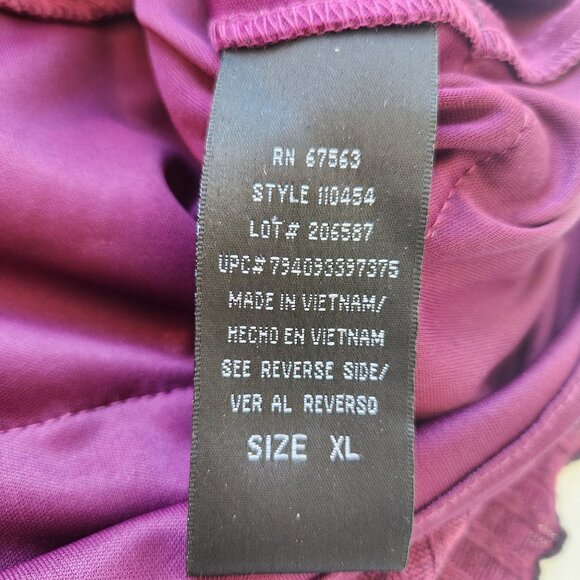 RN 67563
STYLE 110454
LOT# 206587
UPC# 794093397375
MADE IN VIETNAM/
HECHO EN VIETNAM
SEE REVERSE SIDE/
VER AL REVERSO
SIZE XL